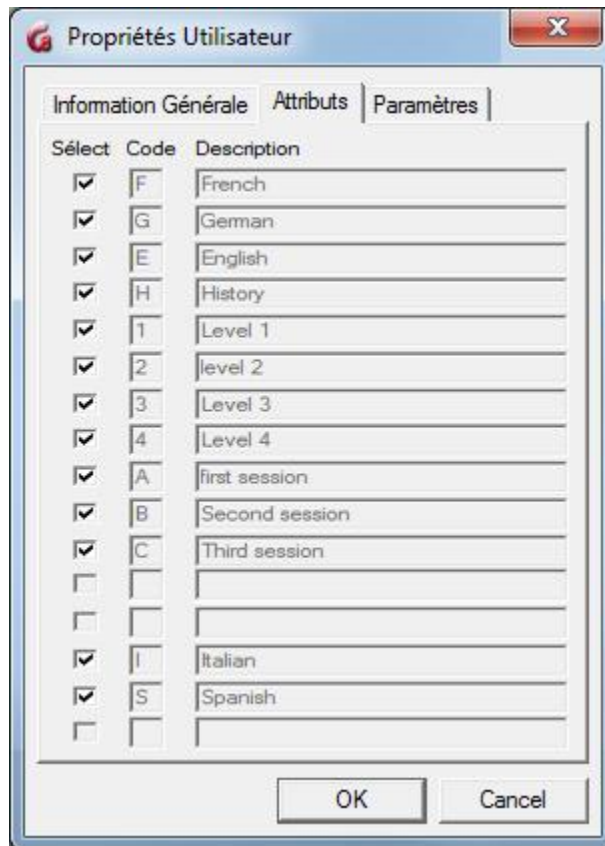 Propriétés Utilisateur
Information Générale Attributs Paramètres
Sélect Code Description
F French
G German
E English
H History
1 Level 1
2 level 2
3 Level 3
4 Level 4
A first session
B Second session
C Third session
I Italian
S Spanish
OK Cancel